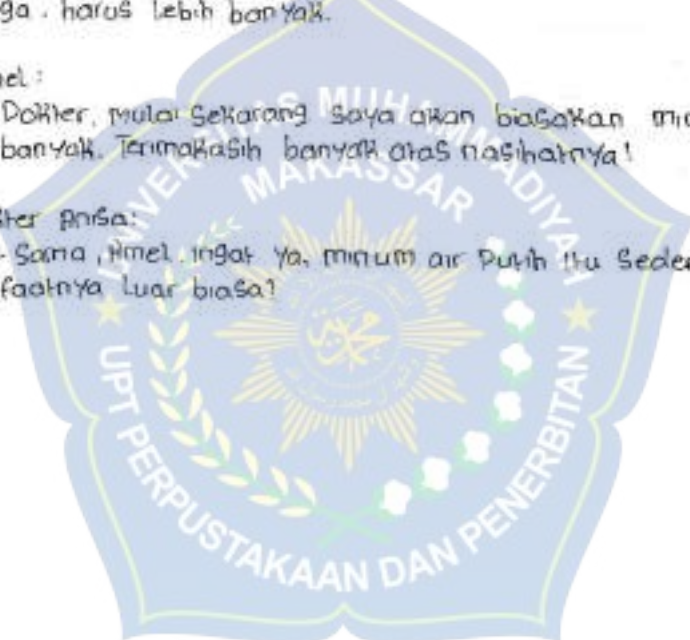 ga. harus lebih banyak.
nel:
Dokter, mulai sekarang saya akan biasakan mi
banyak. Terimakasih banyak atas nasihatnya!
ter Anisa:
- Sama, Amel. ingat ya, minum air Putih itu Seder
faatnya Luar biasa!
UNIVERSITAS MUHAMMADIYAH
MAKASSAR
UPT PERPUSTAKAAN DAN PENERBITAN